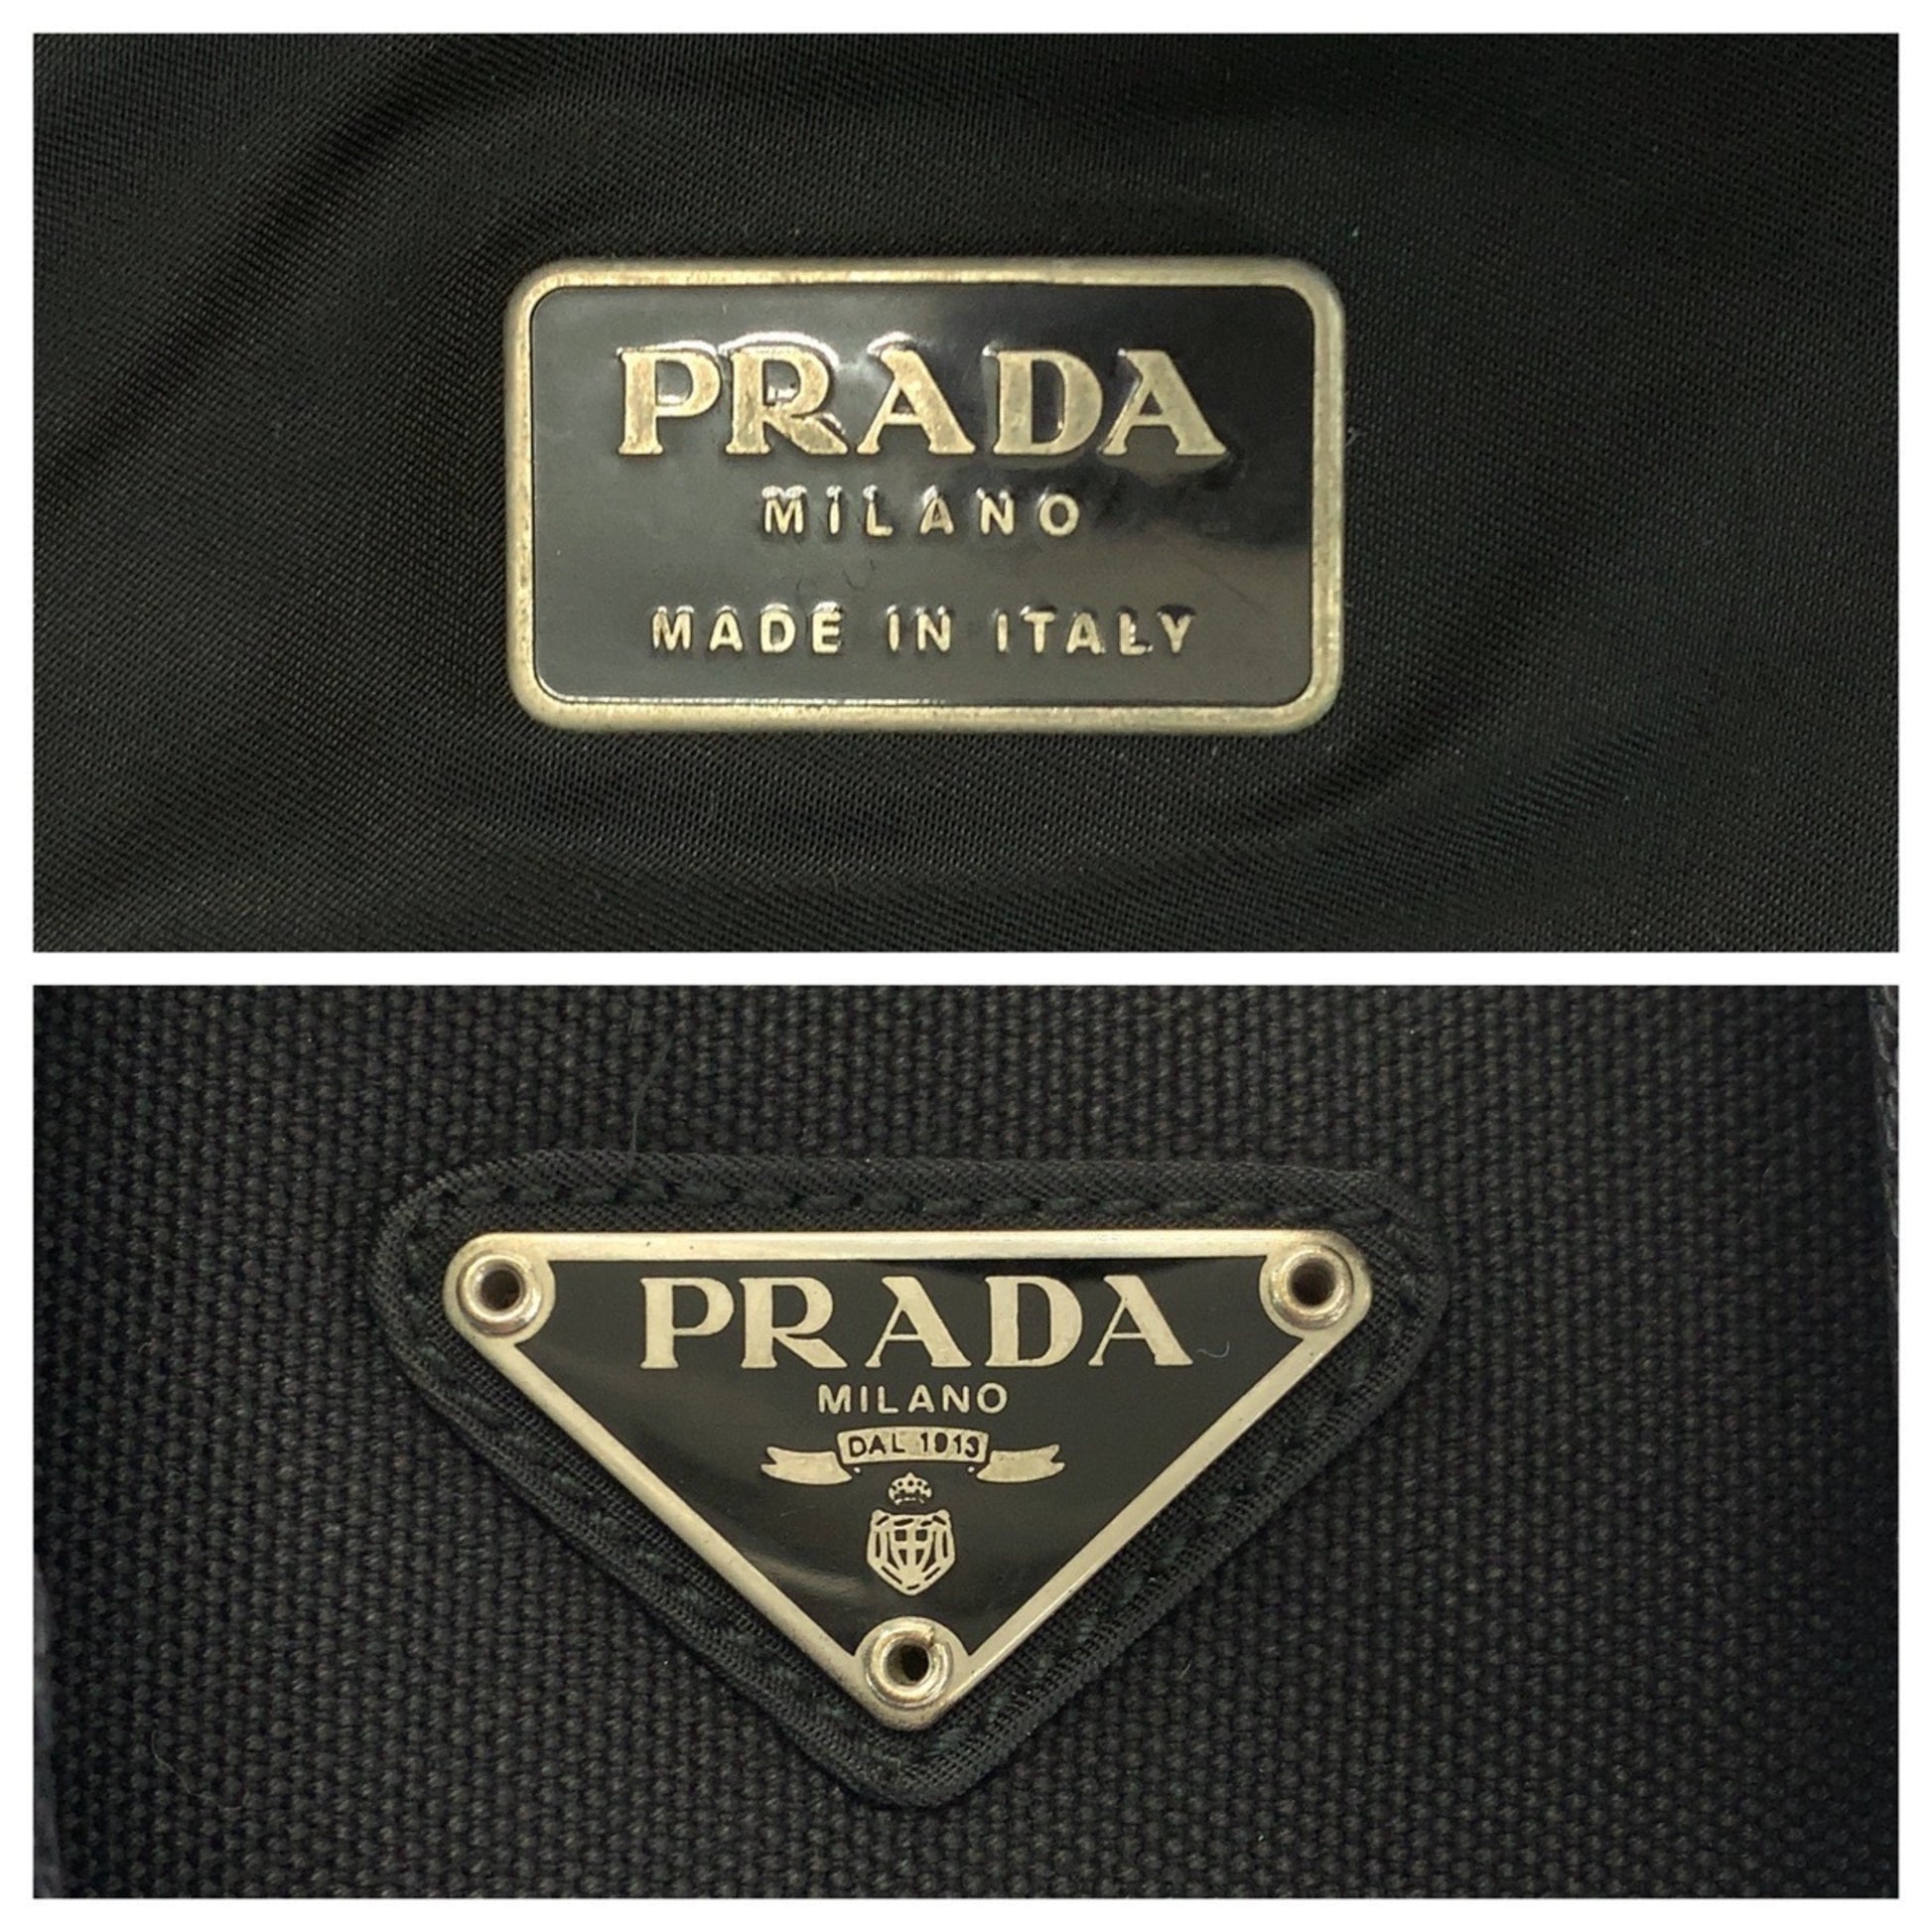 PRADA
MILANO
MADE IN ITALY
PRADA
MILANO
DAL 1913